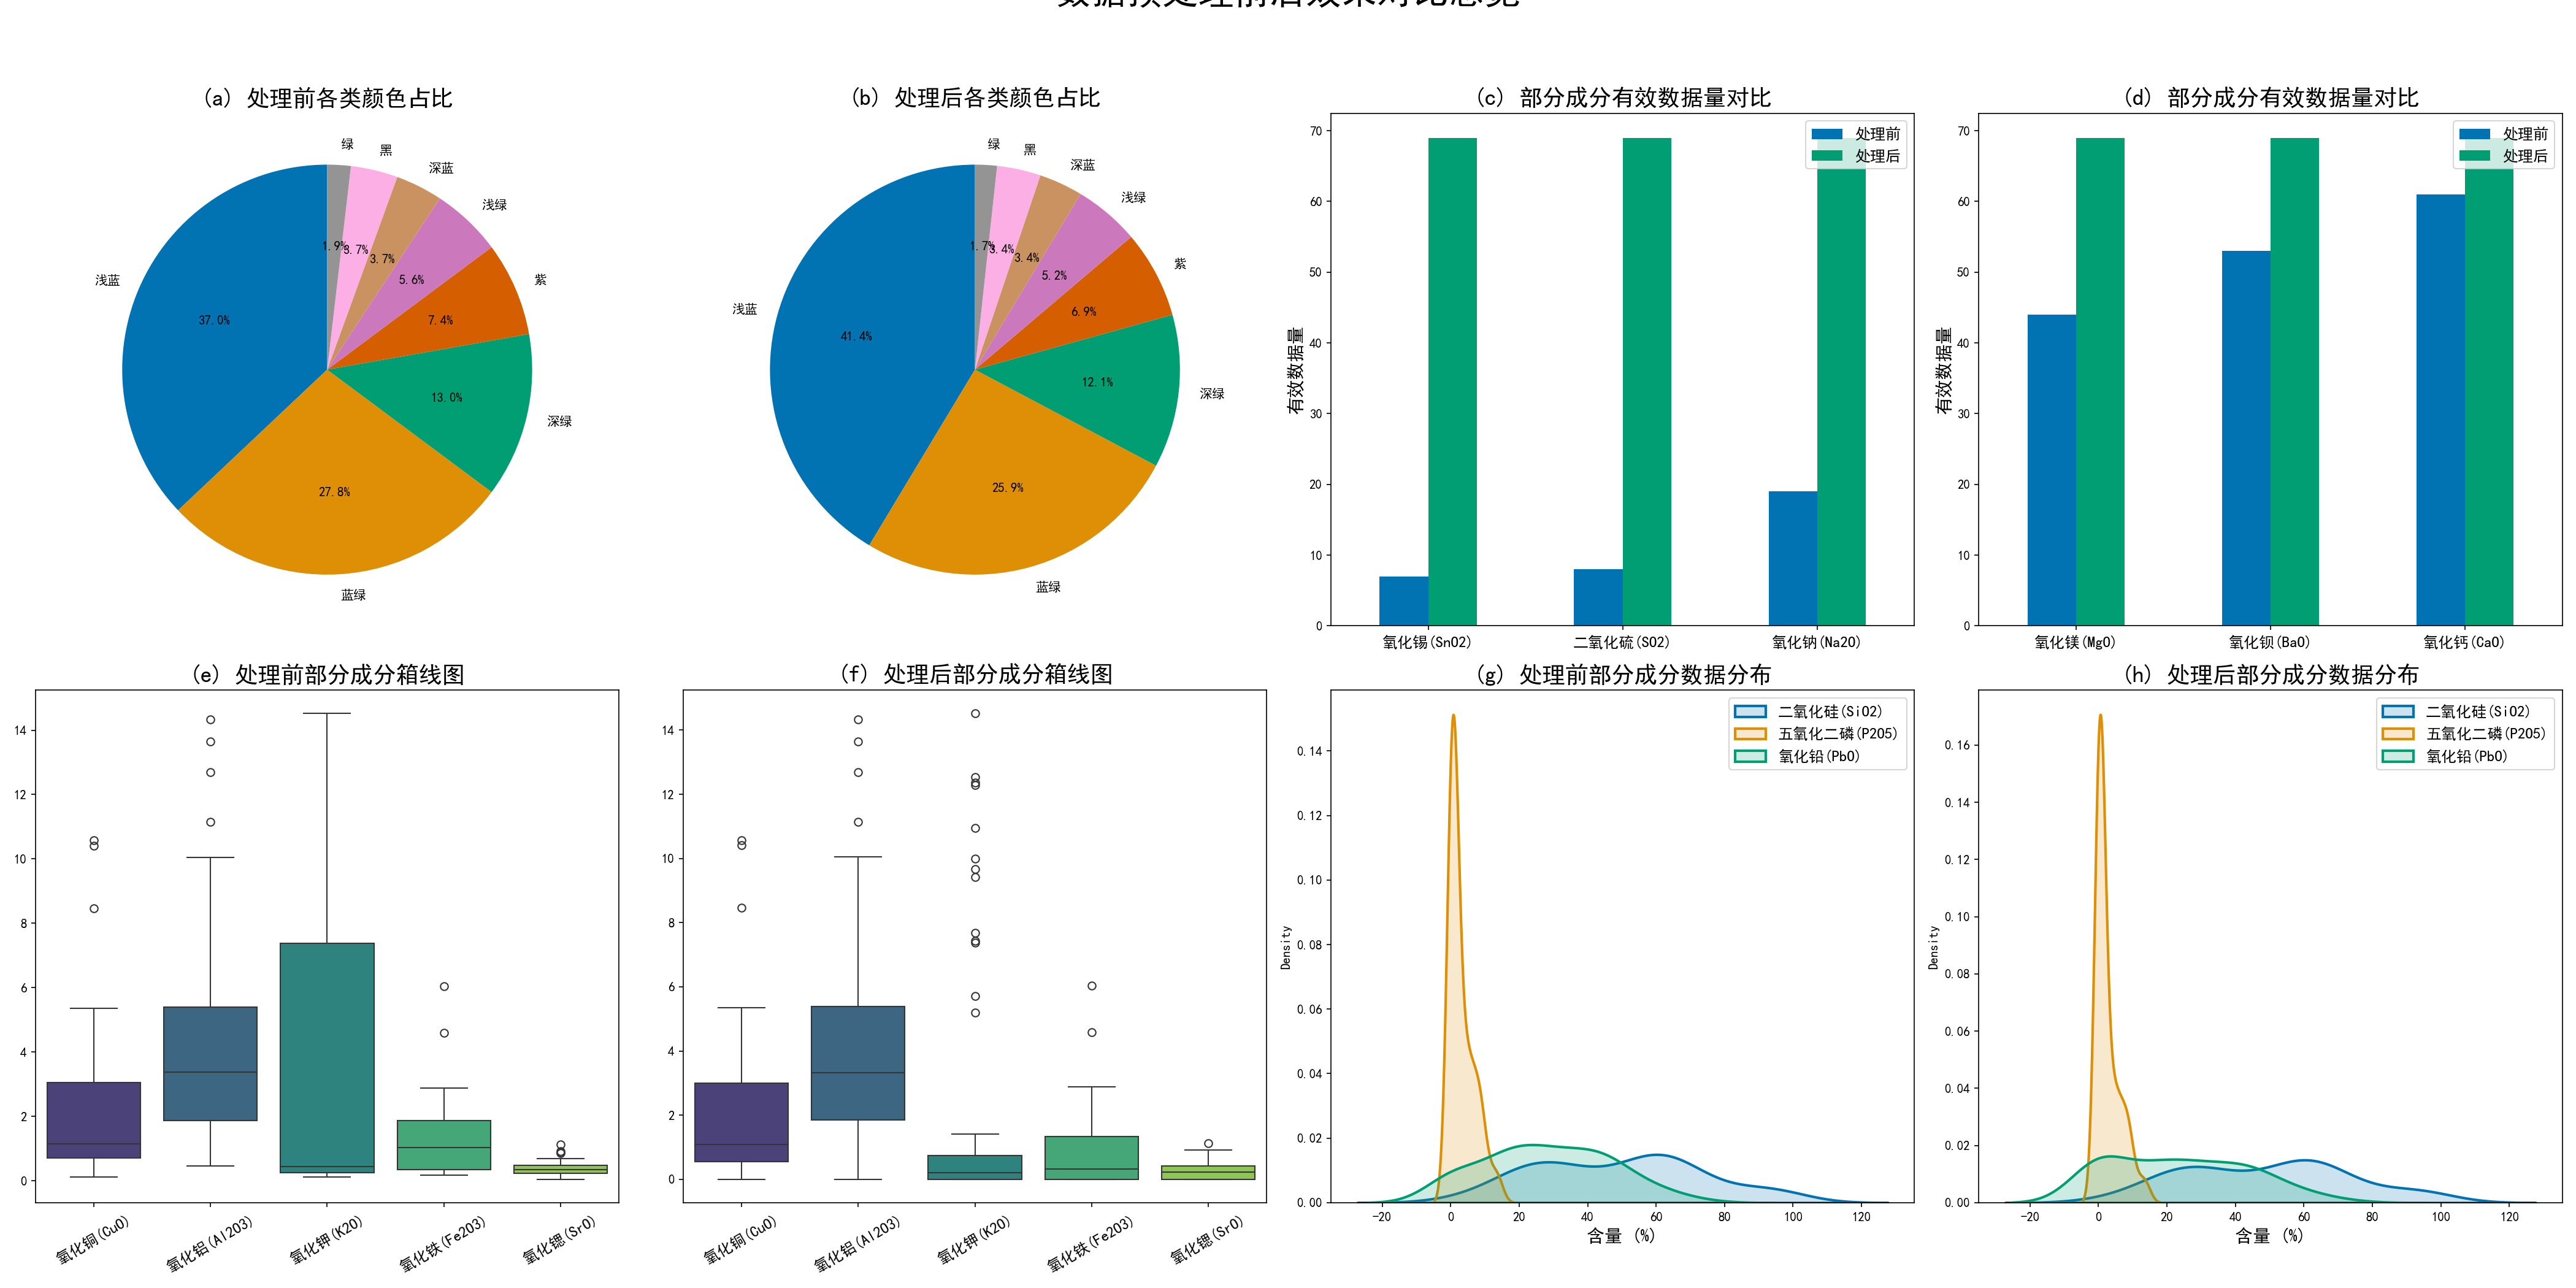 数据预处理前后效果对比总览
(a) 处理前各类颜色占比
绿
黑
深蓝
浅绿
紫
深绿
蓝绿
浅蓝
1.9%
3.7%
3.7%
5.6%
7.4%
13.0%
27.8%
37.0%
(b) 处理后各类颜色占比
绿
黑
深蓝
浅绿
紫
深绿
蓝绿
浅蓝
1.7%
3.4%
3.4%
5.2%
6.9%
12.1%
25.9%
41.4%
(c) 部分成分有效数据量对比
处理前
处理后
有效数据量
70
60
50
40
30
20
10
0
氧化锡(SnO2)
二氧化硫(SO2)
氧化钠(Na2O)
(d) 部分成分有效数据量对比
处理前
处理后
有效数据量
70
60
50
40
30
20
10
0
氧化镁(MgO)
氧化钡(BaO)
氧化钙(CaO)
(e) 处理前部分成分箱线图
14
12
10
8
6
4
2
0
氧化铜(CuO)
氧化铝(Al2O3)
氧化钾(K2O)
氧化铁(Fe2O3)
氧化锶(SrO)
(f) 处理后部分成分箱线图
14
12
10
8
6
4
2
0
氧化铜(CuO)
氧化铝(Al2O3)
氧化钾(K2O)
氧化铁(Fe2O3)
氧化锶(SrO)
(g) 处理前部分成分数据分布
二氧化硅(SiO2)
五氧化二磷(P2O5)
氧化铅(PbO)
Density
0.14
0.12
0.10
0.08
0.06
0.04
0.02
0.00
-20
0
20
40
60
80
100
120
含量 (%)
(h) 处理后部分成分数据分布
二氧化硅(SiO2)
五氧化二磷(P2O5)
氧化铅(PbO)
Density
0.16
0.14
0.12
0.10
0.08
0.06
0.04
0.02
0.00
-20
0
20
40
60
80
100
120
含量 (%)